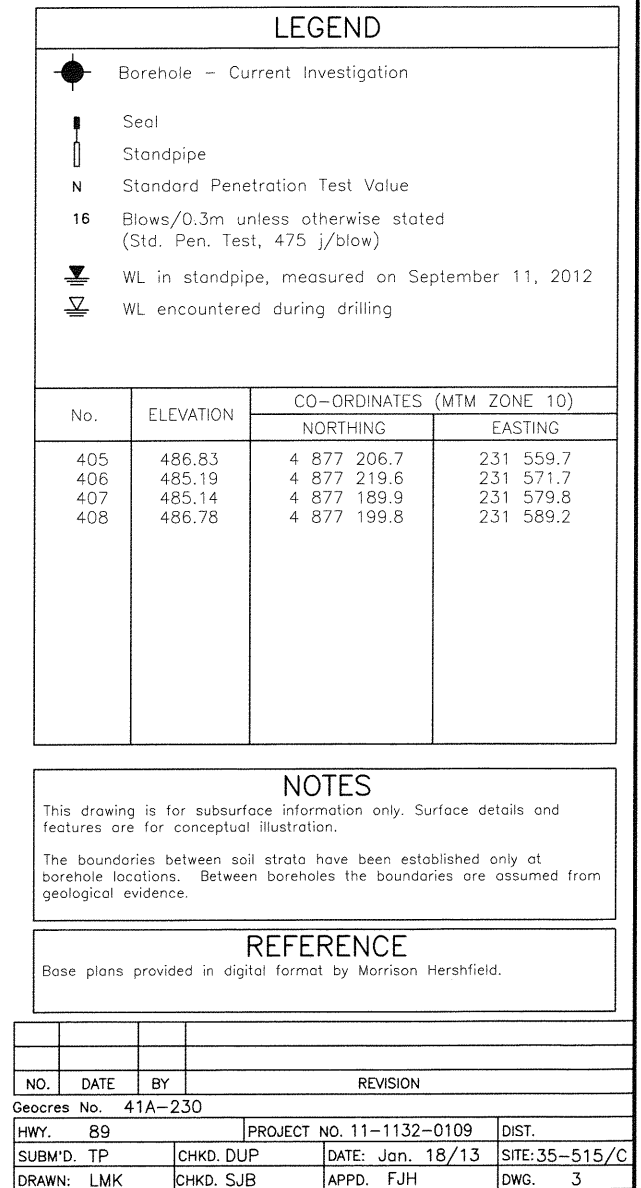 LEGEND
Borehole – Current Investigation
Seal
Standpipe
N Standard Penetration Test Value
16 Blows/0.3m unless otherwise stated
(Std. Pen. Test, 475 j/blow)
WL in standpipe, measured on September 11, 2012
WL encountered during drilling
No. ELEVATION CO-ORDINATES (MTM ZONE 10)
NORTHING EASTING
405 486.83 4 877 206.7 231 559.7
406 485.19 4 877 219.6 231 571.7
407 485.14 4 877 189.9 231 579.8
408 486.78 4 877 199.8 231 589.2
NOTES
This drawing is for subsurface information only. Surface details and
features are for conceptual illustration.
The boundaries between soil strata have been established only at
borehole locations. Between boreholes the boundaries are assumed from
geological evidence.
REFERENCE
Base plans provided in digital format by Morrison Hershfield.
NO. DATE BY REVISION
Geocres No. 41A-230
HWY. 89 PROJECT NO. 11-1132-0109 DIST.
SUBM'D. TP CHKD. DUP DATE: Jan. 18/13 SITE: 35-515/C
DRAWN: LMK CHKD. SJB APPD. FJH DWG. 3